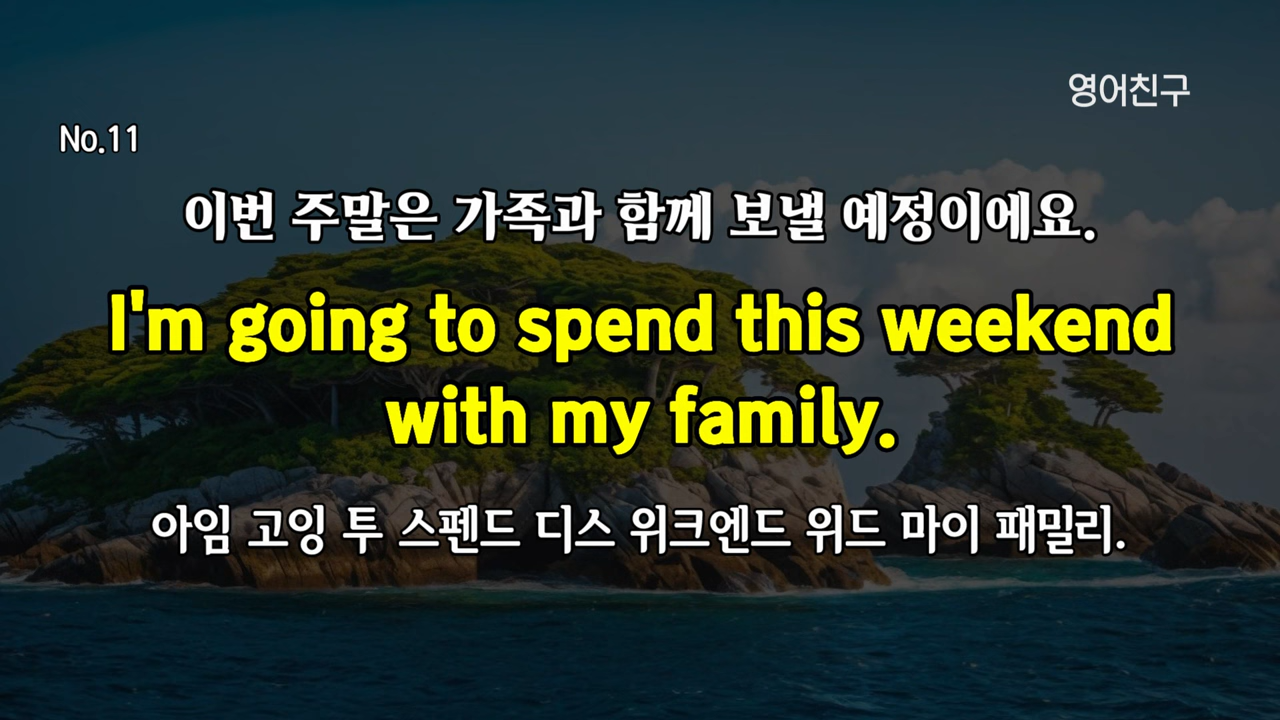 영어친구
No.11
이번 주말은 가족과 함께 보낼 예정이에요.
I'm going to spend this weekend
with my family.
아임 고잉 투 스펜드 디스 위크엔드 위드 마이 패밀리.